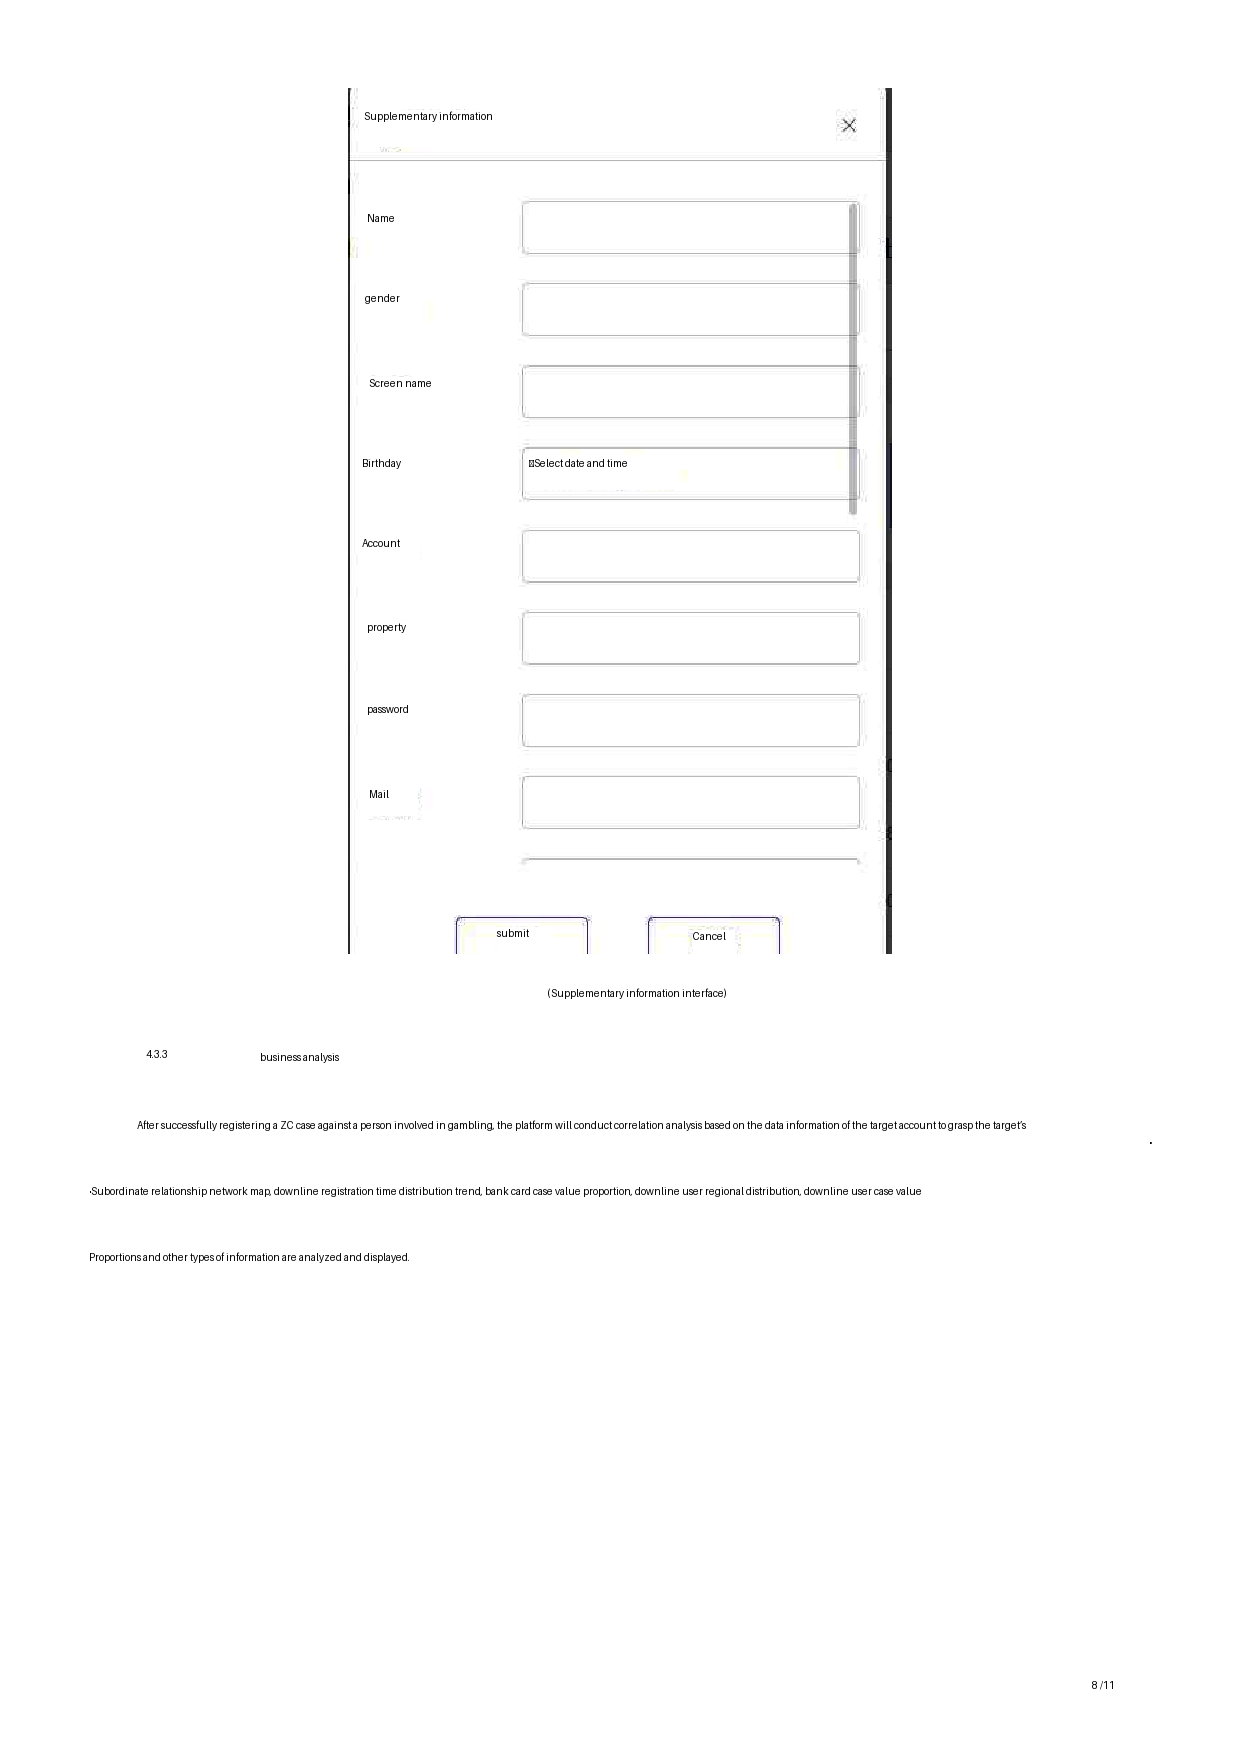 Supplementary information
Name
gender
Screen name
Birthday
Select date and time
Account
property
password
Mail
submit
Cancel
(Supplementary information interface)
4.3.3 business analysis
After successfully registering a ZC case against a person involved in gambling, the platform will conduct correlation analysis based on the data information of the target account to grasp the target's
·Subordinate relationship network map, downline registration time distribution trend, bank card case value proportion, downline user regional distribution, downline user case value
Proportions and other types of information are analyzed and displayed.
8 /11